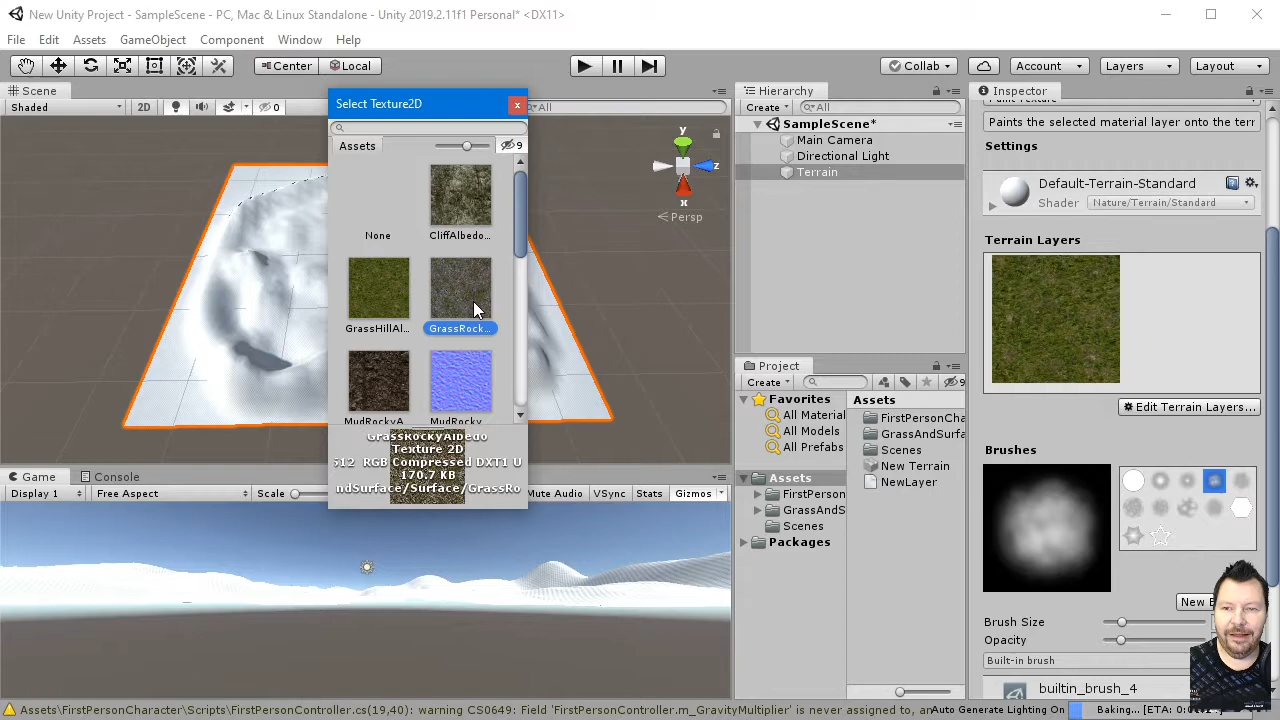 New Unity Project - SampleScene - PC, Mac & Linux Standalone - Unity 2019.2.11f1 Personal* <DX11>
File Edit Assets GameObject Component Window Help
Center Local Collab Account Layers Layout
Scene
Shaded 2D 0 All
y
z
x
Persp
Select Texture2D
Assets 9
None CliffAlbedo...
GrassHillAl... GrassRock...
MudRockyA MudRocky
GrassRockyAlbedo
Texture 2D
512 RGB Compressed DXT1 U
170.7 KB
ndSurface/Surface/GrassRo
Hierarchy
Create All
SampleScene*
Main Camera
Directional Light
Terrain
Project
Create 9
Favorites
All Material
All Models
All Prefabs
Assets
FirstPerson
GrassAndS
Scenes
Packages
Assets
FirstPersonCha
GrassAndSurfa
Scenes
New Terrain
NewLayer
Inspector
Paint Texture
Paints the selected material layer onto the terr
Settings
Default-Terrain-Standard
Shader Nature/Terrain/Standard
Terrain Layers
Edit Terrain Layers...
Brushes
New B
Brush Size
Opacity
Built-in brush
builtin_brush_4
Game Console
Display 1 Free Aspect Scale Mute Audio VSync Stats Gizmos
Assets\FirstPersonCharacter\Scripts\FirstPersonController.cs(19,40): warning CS0649: Field 'FirstPersonController.m_GravityMultiplier' is never assigned to, an
Auto Generate Lighting On Baking... [ETA: